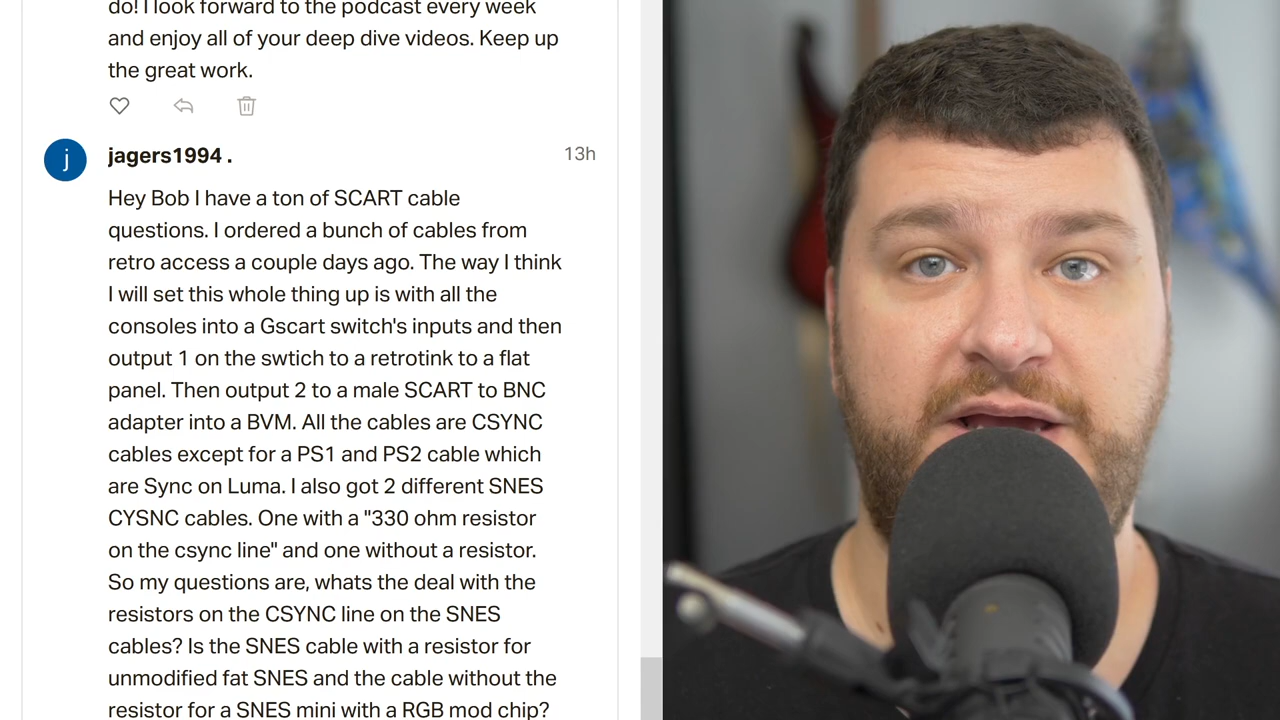 do! I look forward to the podcast every week
and enjoy all of your deep dive videos. Keep up
the great work.
j
jagers1994 .
13h
Hey Bob I have a ton of SCART cable
questions. I ordered a bunch of cables from
retro access a couple days ago. The way I think
I will set this whole thing up is with all the
consoles into a Gscart switch's inputs and then
output 1 on the swtich to a retrotink to a flat
panel. Then output 2 to a male SCART to BNC
adapter into a BVM. All the cables are CSYNC
cables except for a PS1 and PS2 cable which
are Sync on Luma. I also got 2 different SNES
CYSNC cables. One with a "330 ohm resistor
on the csync line" and one without a resistor.
So my questions are, whats the deal with the
resistors on the CSYNC line on the SNES
cables? Is the SNES cable with a resistor for
unmodified fat SNES and the cable without the
resistor for a SNES mini with a RGB mod chip?